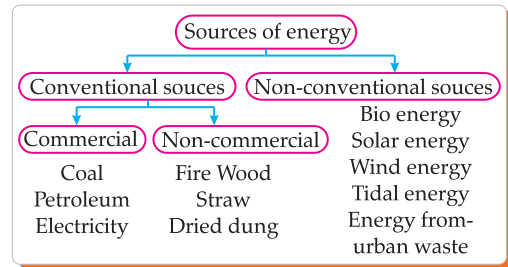 Sources of energy
Conventional souces
Non-conventional souces
Commercial
Non-commercial
Coal
Petroleum
Electricity
Fire Wood
Straw
Dried dung
Bio energy
Solar energy
Wind energy
Tidal energy
Energy from-
urban waste